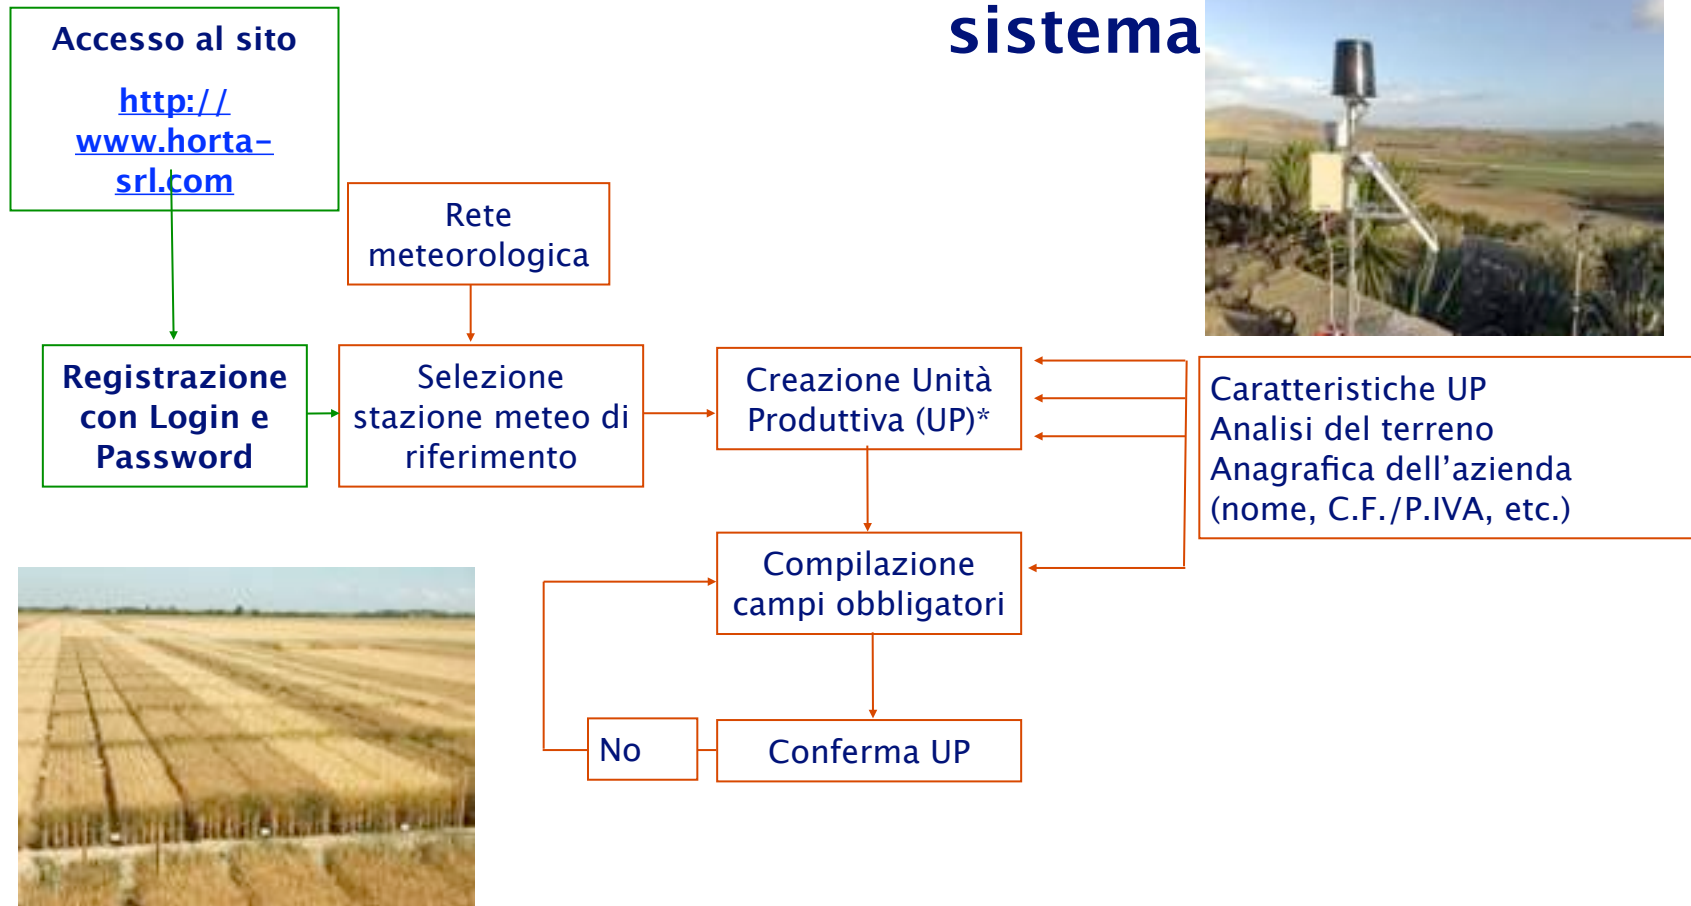 sistema
Accesso al sito
http://
www.horta-
srl.com
Rete
meteorologica
Registrazione
con Login e
Password
Selezione
stazione meteo di
riferimento
Creazione Unità
Produttiva (UP)*
Caratteristiche UP
Analisi del terreno
Anagrafica dell’azienda
(nome, C.F./P.IVA, etc.)
Compilazione
campi obbligatori
No
Conferma UP